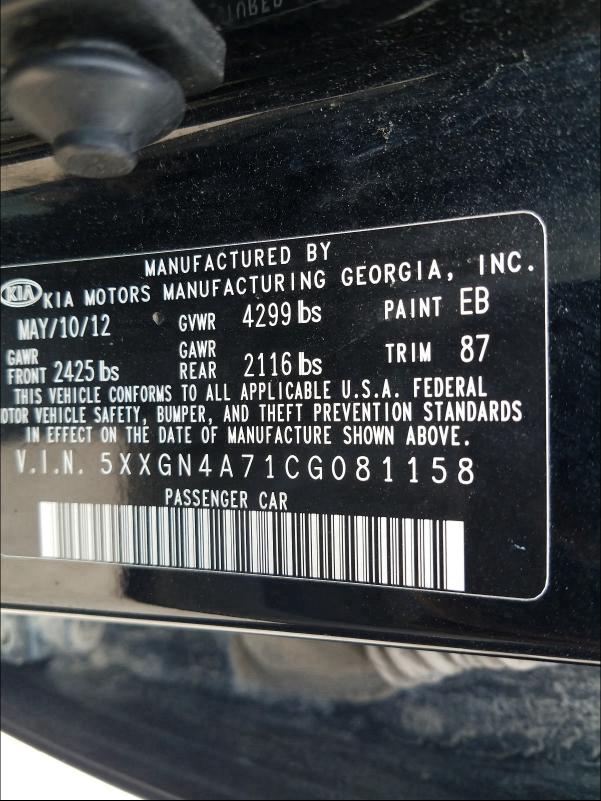 MANUFACTURED BY
KIA KIA MOTORS MANUFACTURING GEORGIA, INC.
MAY/10/12 GVWR 4299 lbs PAINT EB
GAWR FRONT 2425 lbs GAWR REAR 2116 lbs TRIM 87
THIS VEHICLE CONFORMS TO ALL APPLICABLE U.S.A. FEDERAL
OTOR VEHICLE SAFETY, BUMPER, AND THEFT PREVENTION STANDARDS
IN EFFECT ON THE DATE OF MANUFACTURE SHOWN ABOVE.
V.I.N. 5XXGN4A71CG081158
PASSENGER CAR